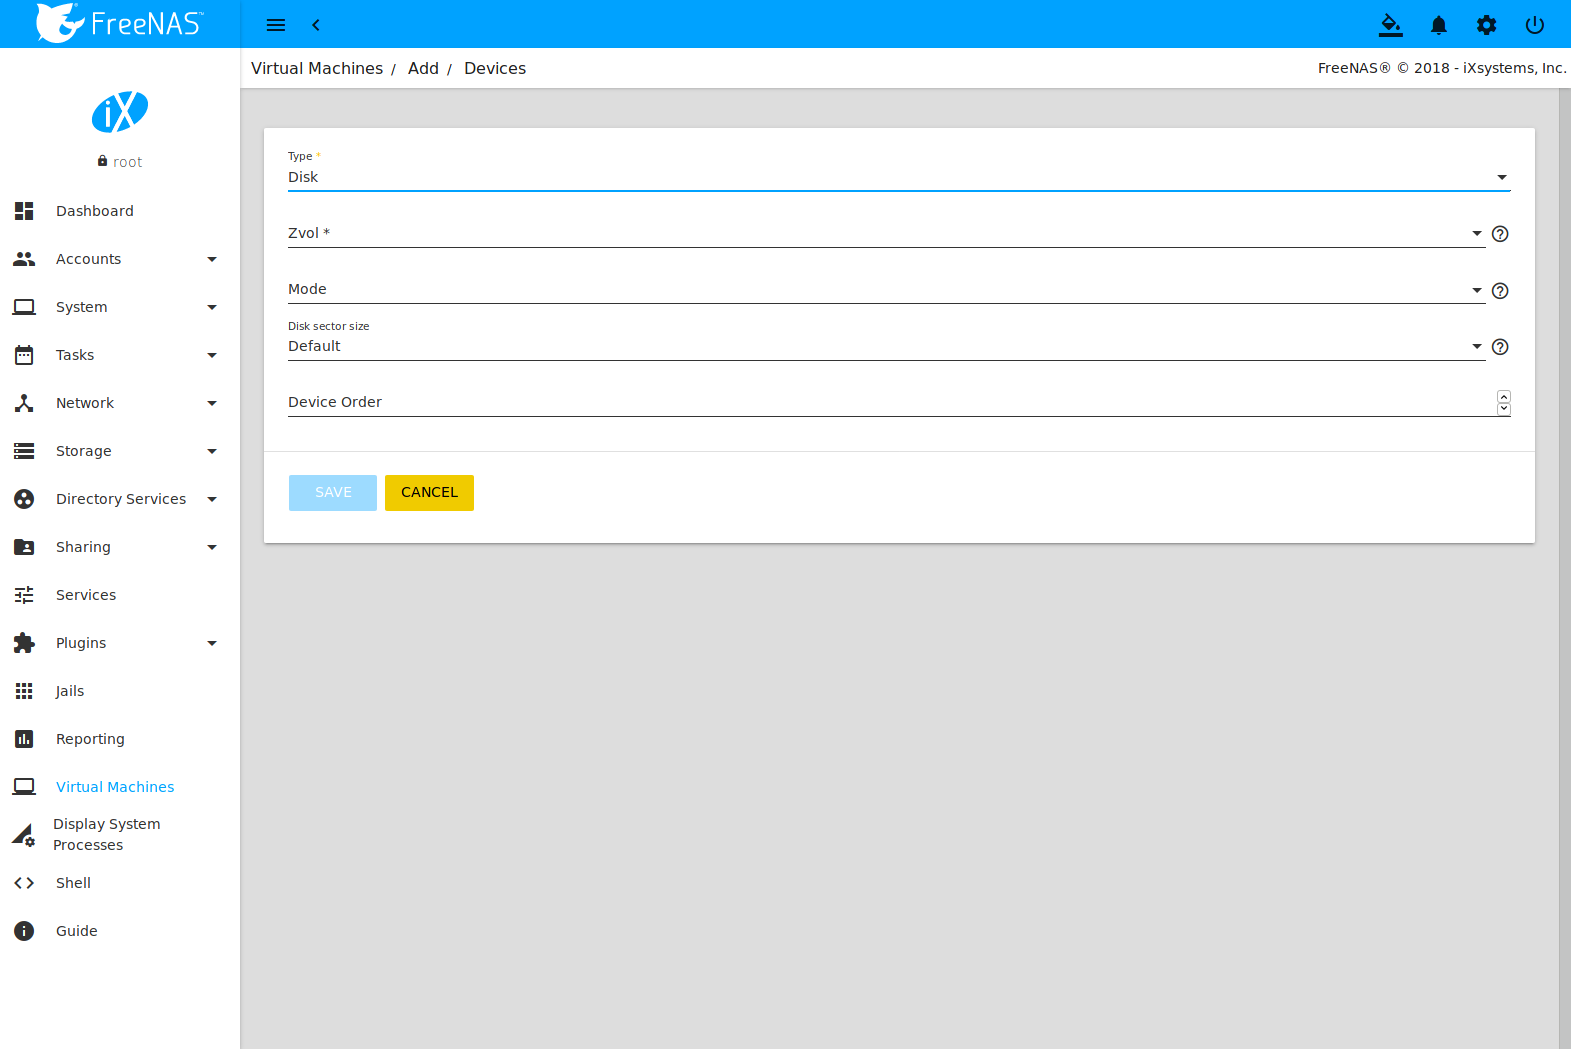 FreeNAS™
Virtual Machines / Add / Devices
FreeNAS® © 2018 - iXsystems, Inc.
iX
root
Dashboard
Accounts
System
Tasks
Network
Storage
Directory Services
Sharing
Services
Plugins
Jails
Reporting
Virtual Machines
Display System
Processes
Shell
Guide
Type *
Disk
Zvol *
Mode
Disk sector size
Default
Device Order
SAVE CANCEL